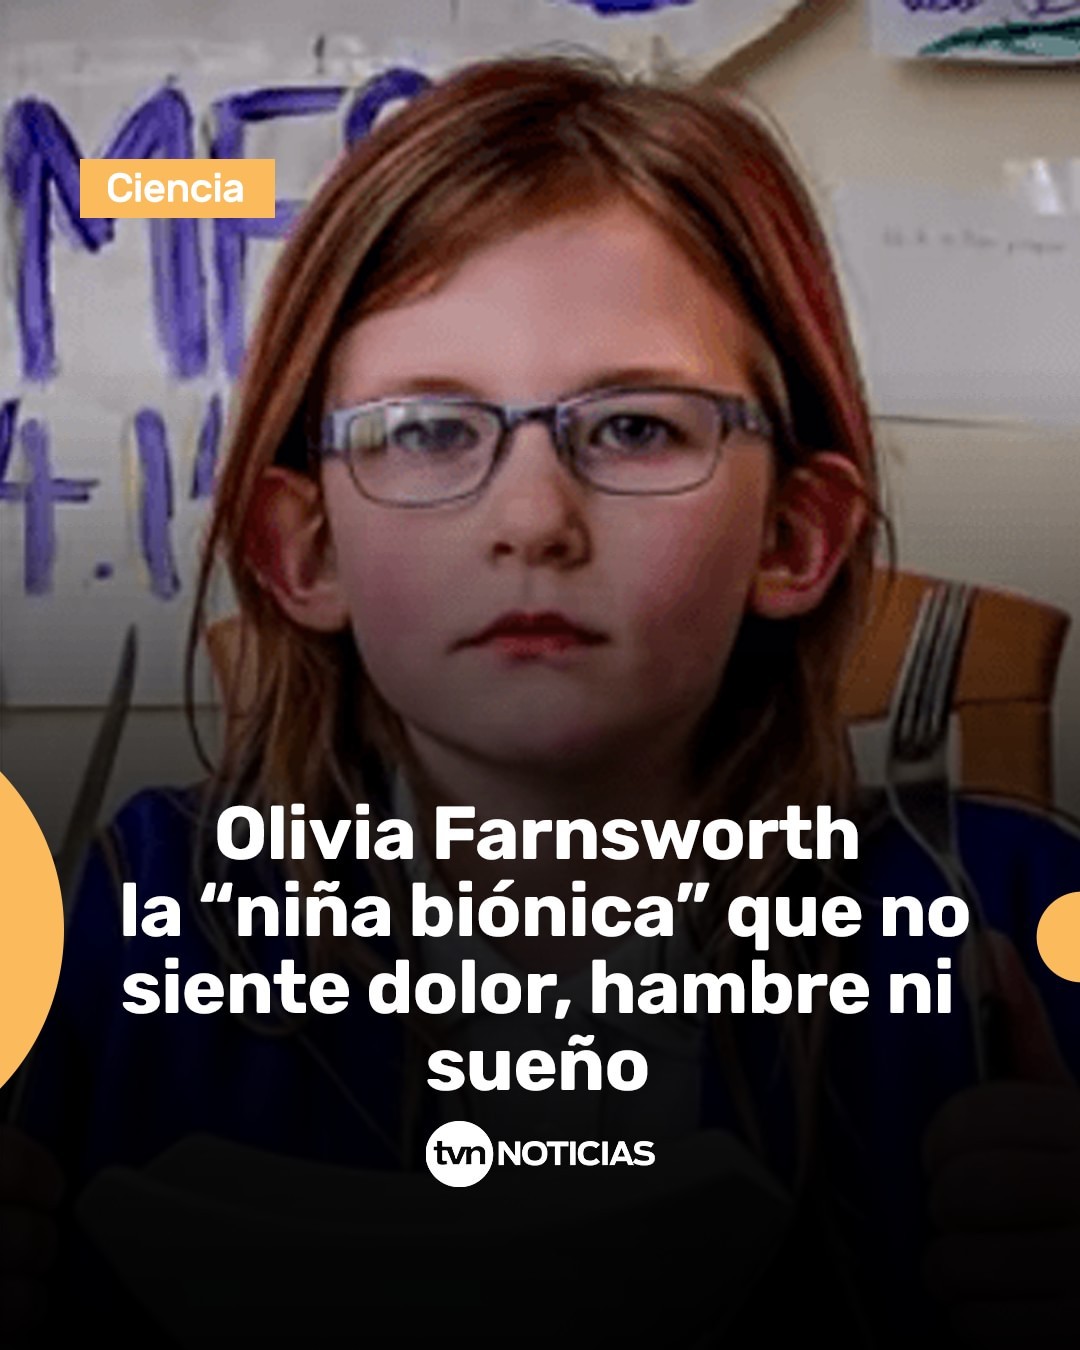 Ciencia
Olivia Farnsworth
la “niña biónica” que no
siente dolor, hambre ni
sueño
tvn NOTICIAS